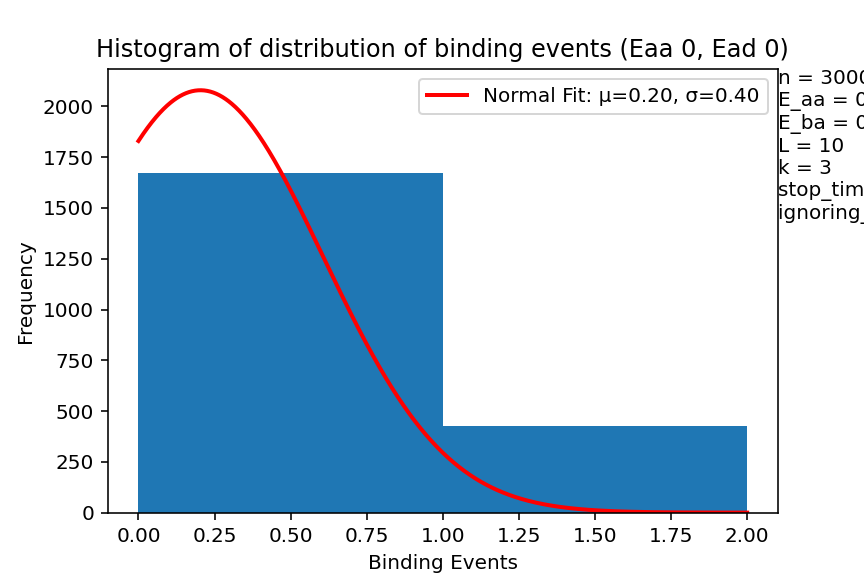 Histogram of distribution of binding events (Eaa 0, Ead 0)
Normal Fit: μ=0.20, σ=0.40
n = 3000
E_aa = 0
E_ba = 0
L = 10
k = 3
stop_tim
ignoring_
2000
1750
1500
1250
1000
750
500
250
0
Frequency
0.00 0.25 0.50 0.75 1.00 1.25 1.50 1.75 2.00
Binding Events